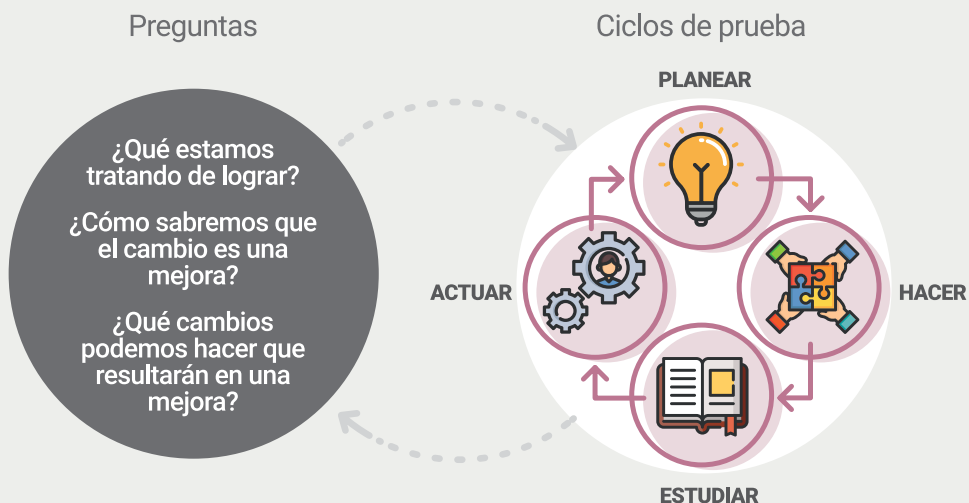 Preguntas
¿Qué estamos
tratando de lograr?
¿Cómo sabremos que
el cambio es una
mejora?
¿Qué cambios
podemos hacer que
resultarán en una
mejora?
Ciclos de prueba
PLANEAR
HACER
ESTUDIAR
ACTUAR